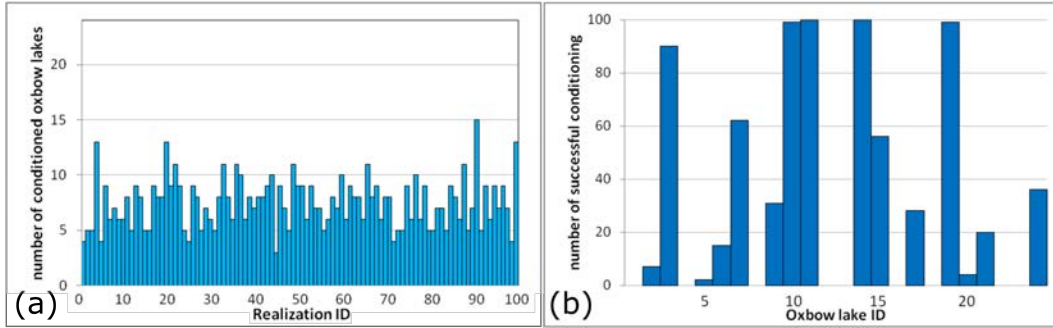 number of conditioned oxbow lakes
20
15
10
5
0
0 10 20 30 40 50 60 70 80 90 100
Realization ID
(a)
number of successful conditioning
100
80
60
40
20
0
5 10 15 20
Oxbow lake ID
(b)